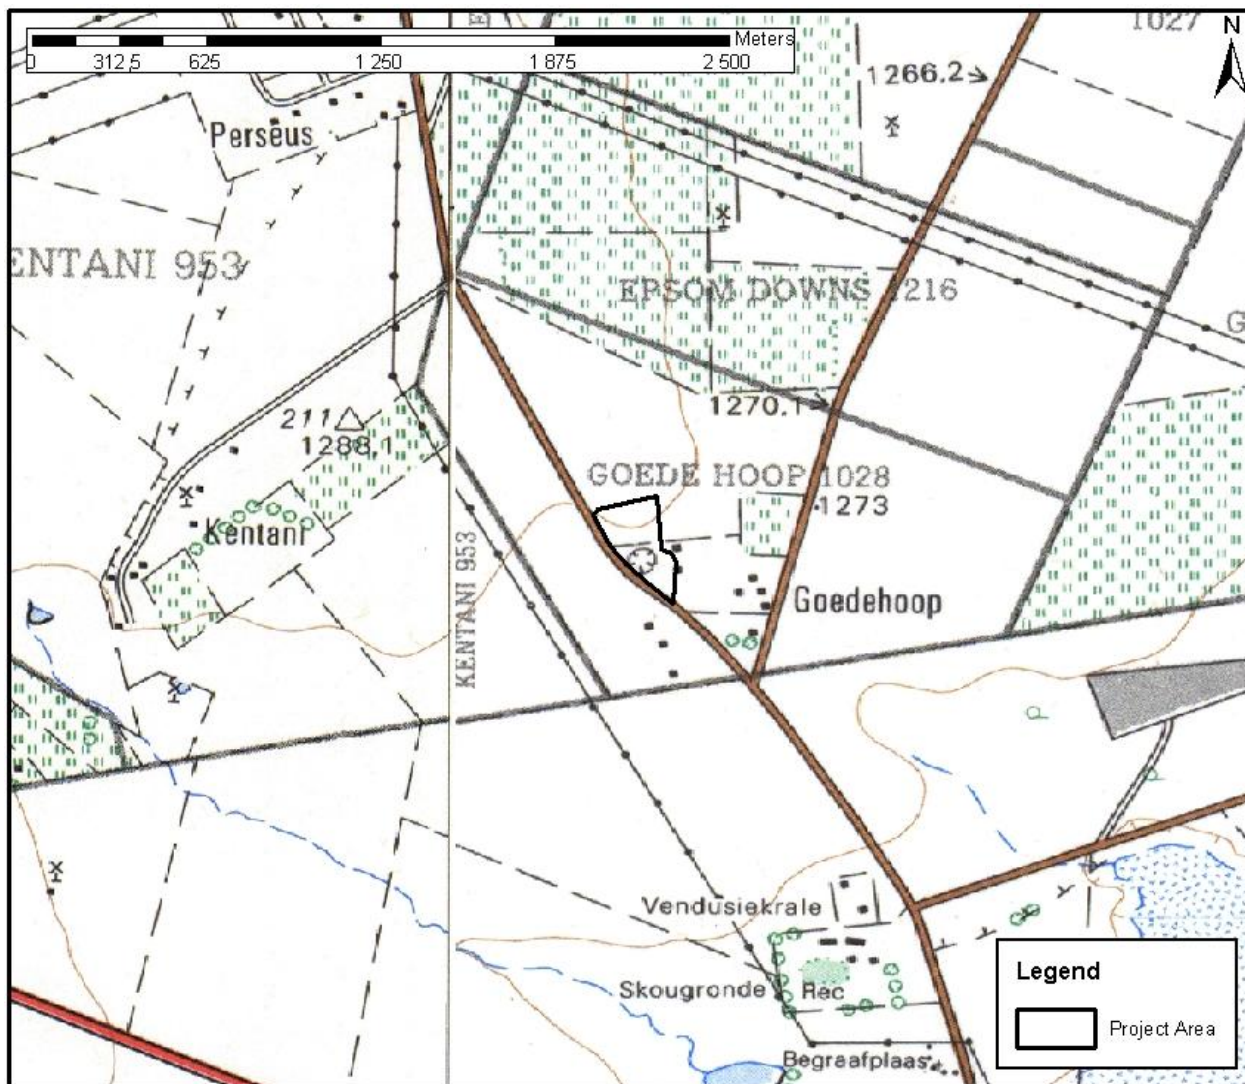 1027
N
Meters
0 312,5 625 1 250 1 875 2 500
1266.2
Perseus
ENTANI 953
EPSOM DOWNS 1216
G
1270.1
211
1288.1
GOEDE HOOP 1028
1273
Kentani
KENTANI 953
Goedehoop
Vendusiekrale
Skougronde
Rec
Begraafplaas
Legend
Project Area